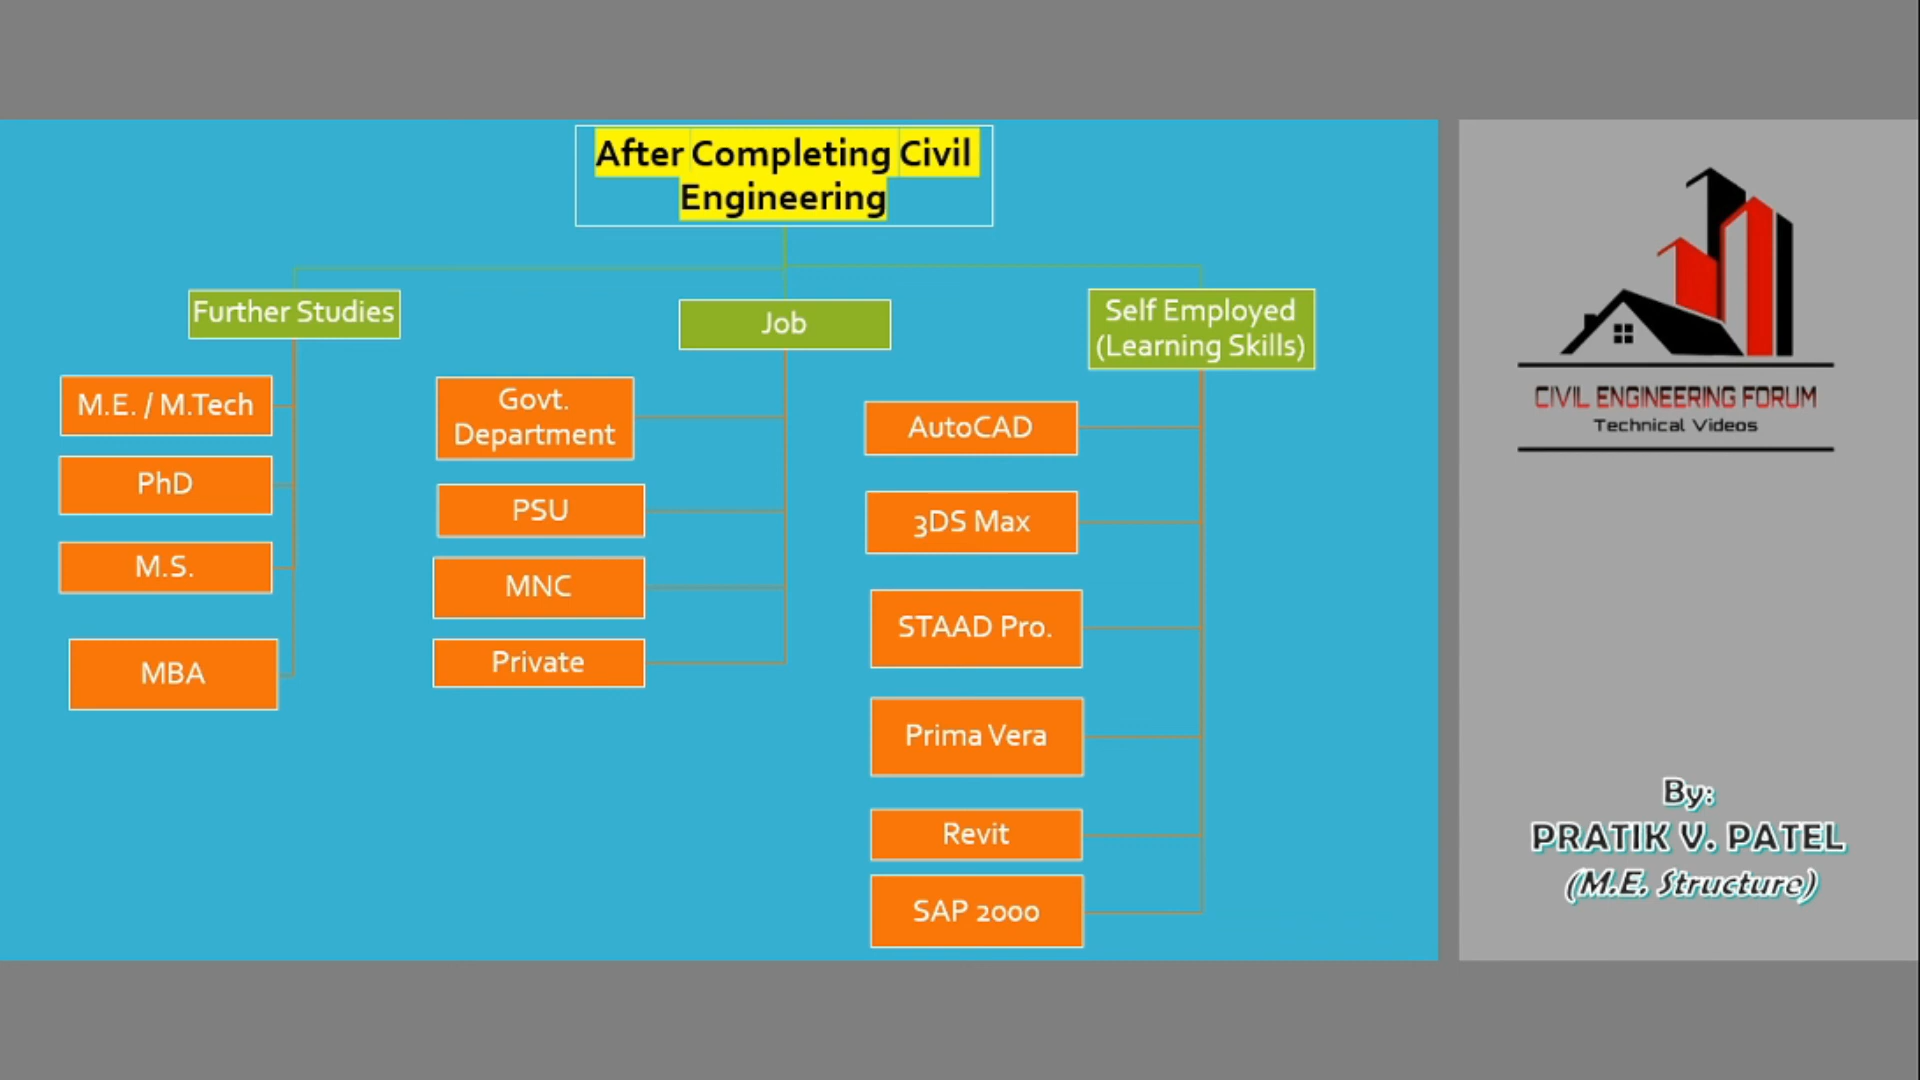 After Completing Civil
Engineering
Further Studies
Job
Self Employed
(Learning Skills)
M.E. / M.Tech
PhD
M.S.
MBA
Govt.
Department
PSU
MNC
Private
AutoCAD
3DS Max
STAAD Pro.
Prima Vera
Revit
SAP 2000
CIVIL ENGINEERING FORUM
Technical Videos
By:
PRATIK V. PATEL
(M.E. Structure)